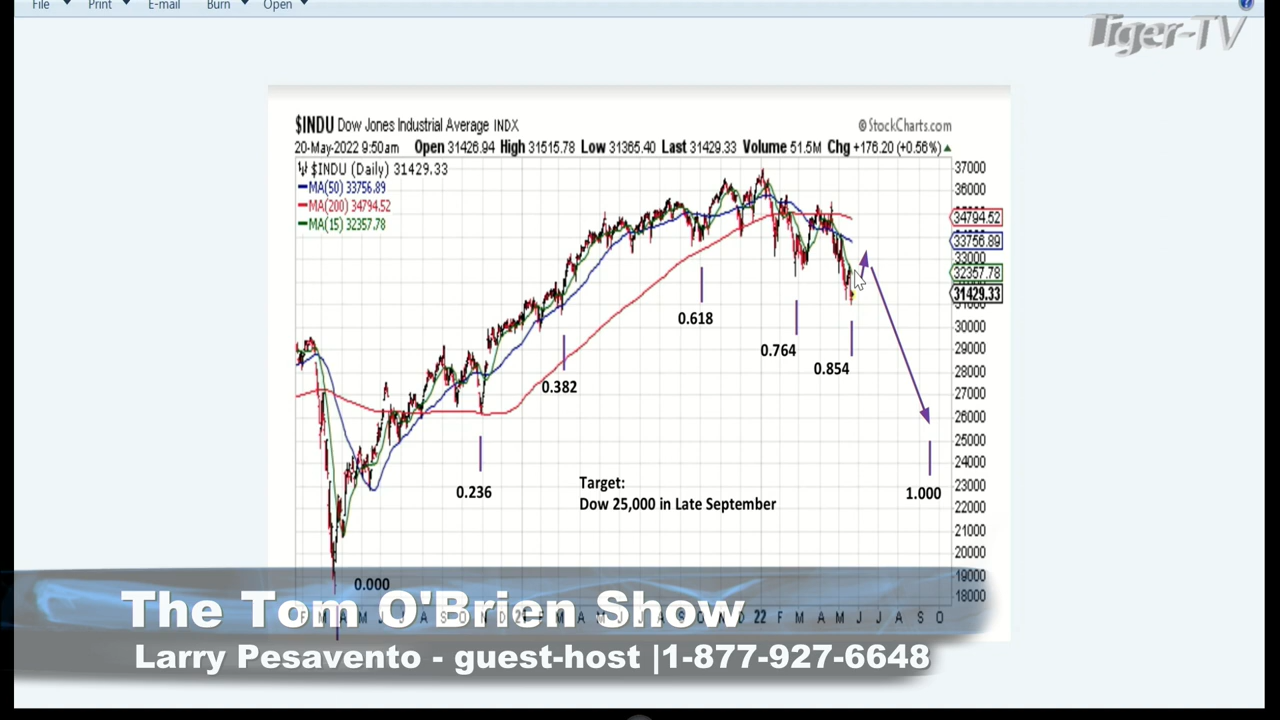 File Print E-mail Burn Open
Tiger-TV
$INDU Dow Jones Industrial Average INDX
© StockCharts.com
20-May-2022 9:50am Open 31426.94 High 31515.78 Low 31365.40 Last 31429.33 Volume 51.5M Chg +176.20 (+0.56%)
$INDU (Daily) 31429.33
MA(50) 33756.89
MA(200) 34794.52
MA(15) 32357.78
37000
36000
34794.52
33756.89
33000
32357.78
31429.33
30000
29000
28000
27000
26000
25000
24000
23000
22000
21000
20000
19000
18000
0.618
0.764
0.854
0.382
0.236
1.000
Target:
Dow 25,000 in Late September
0.000
M J J A S N D 21 F M A M J J A S O N D 22 F M A M J J A S O
The Tom O'Brien Show
Larry Pesavento - guest-host |1-877-927-6648